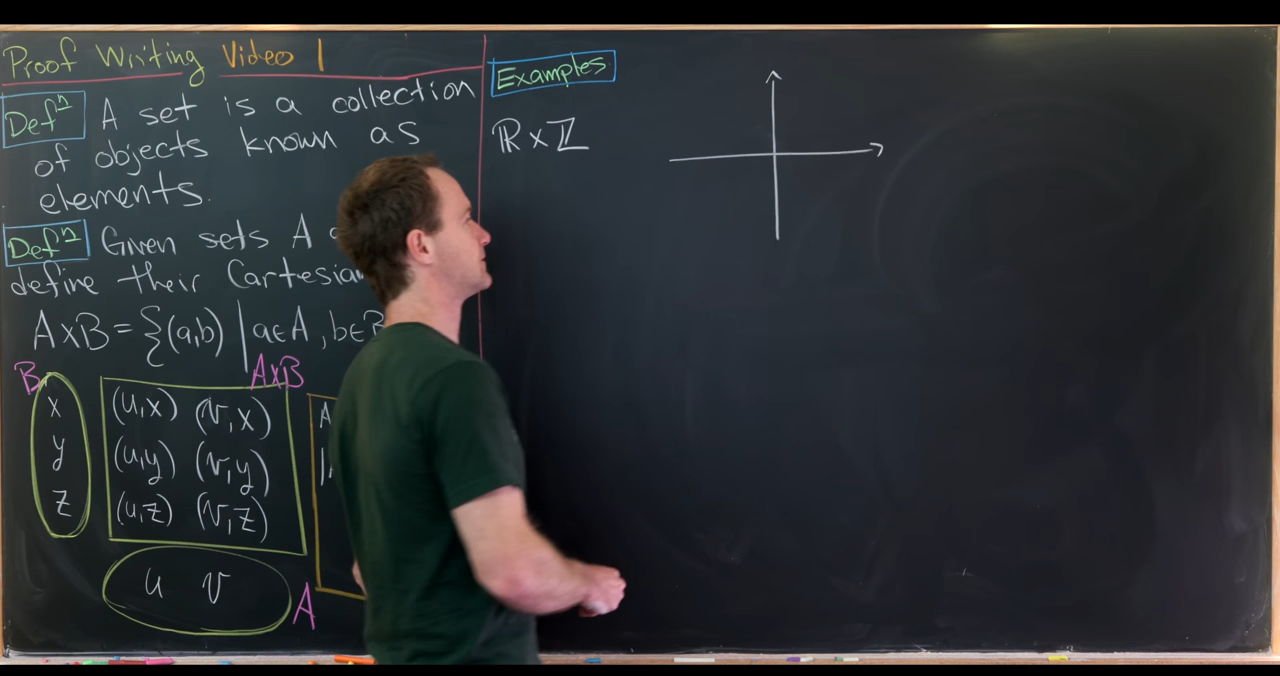 Proof Writing Video 1
Defⁿ A set is a collection
of objects known as
elements.
Defⁿ Given sets A
define their Cartesian
A×B = {(a,b) | a∈A, b∈B
B
A×B
x (u,x) (v,x)
y (u,y) (v,y)
z (u,z) (v,z)
u v
A
A
Examples
ℝ×ℤ